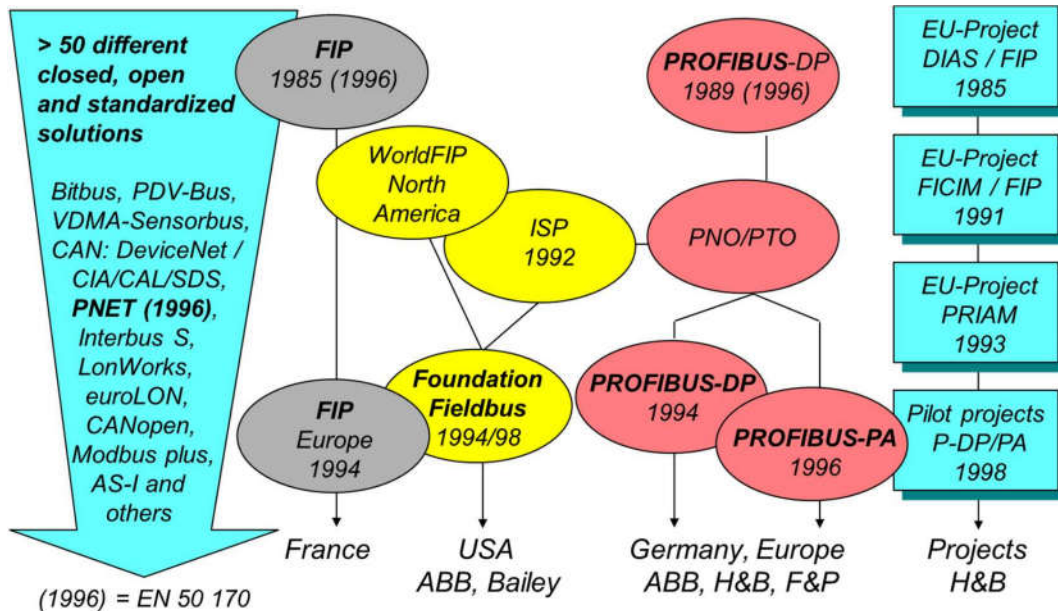 > 50 different
closed, open
and standardized
solutions
Bitbus, PDV-Bus,
VDMA-Sensorbus,
CAN: DeviceNet /
CIA/CAL/SDS,
PNET (1996),
Interbus S,
LonWorks,
euroLON,
CANopen,
Modbus plus,
AS-I and
others
(1996) = EN 50 170
FIP
1985 (1996)
WorldFIP
North
America
ISP
1992
FIP
Europe
1994
Foundation
Fieldbus
1994/98
PROFIBUS-DP
1989 (1996)
PNO/PTO
PROFIBUS-DP
1994
PROFIBUS-PA
1996
EU-Project
DIAS / FIP
1985
EU-Project
FICIM / FIP
1991
EU-Project
PRIAM
1993
Pilot projects
P-DP/PA
1998
France
USA
ABB, Bailey
Germany, Europe
ABB, H&B, F&P
Projects
H&B